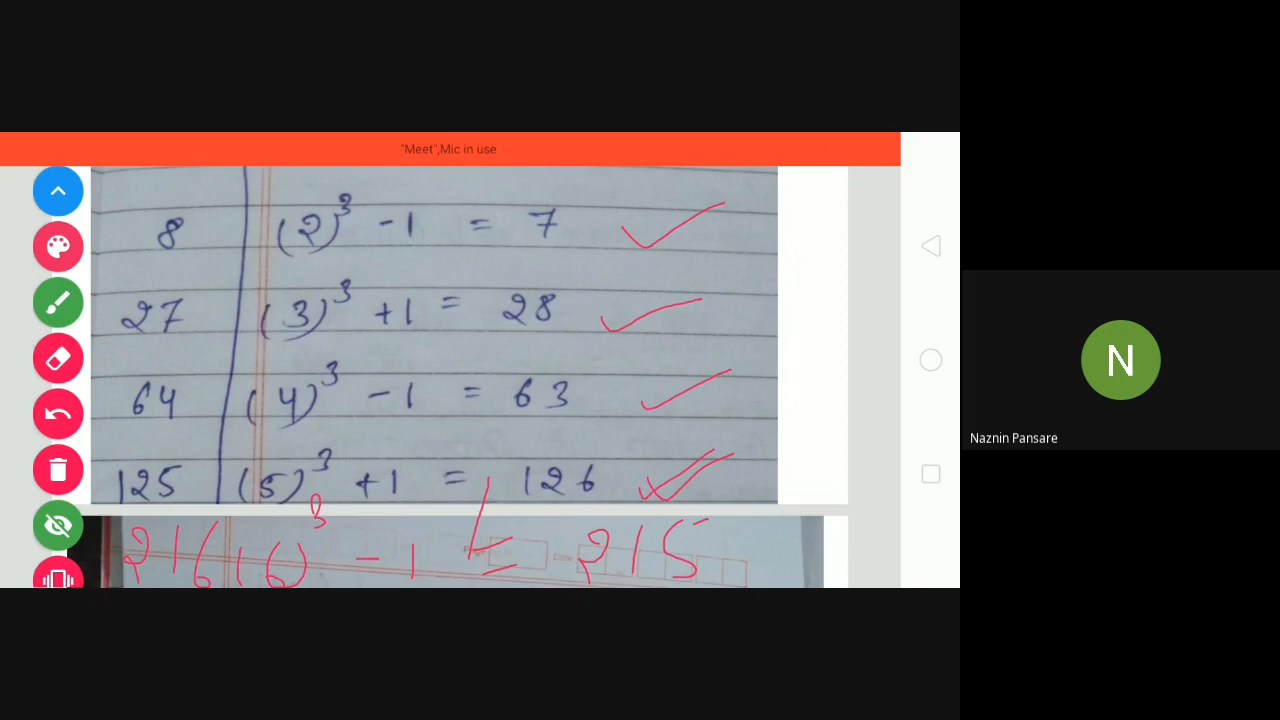 "Meet",Mic in use
8 (2)³ -1 = 7
27 (3)³ +1 = 28
64 (4)³ -1 = 63
125 (5)³ +1 = 126
216 (6)³ - 1 = 215
Date
N
Naznin Pansare